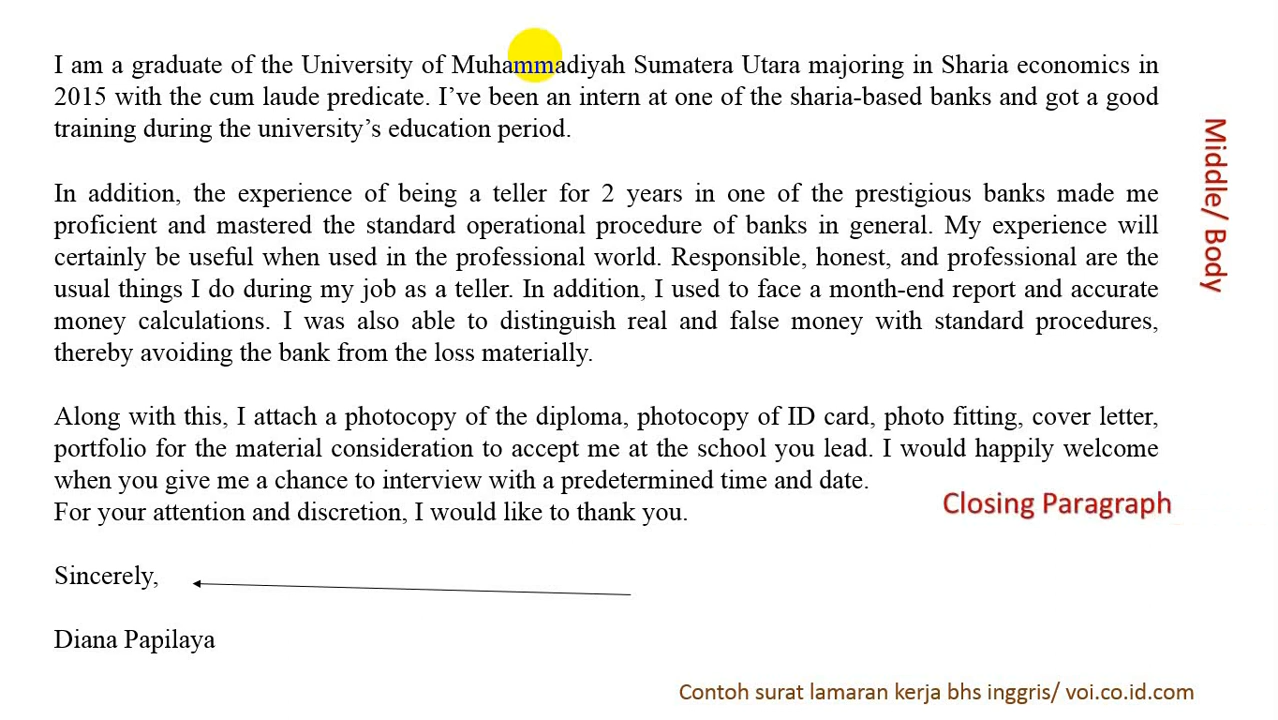 I am a graduate of the University of Muhammadiyah Sumatera Utara majoring in Sharia economics in
2015 with the cum laude predicate. I’ve been an intern at one of the sharia-based banks and got a good
training during the university’s education period.
In addition, the experience of being a teller for 2 years in one of the prestigious banks made me
proficient and mastered the standard operational procedure of banks in general. My experience will
certainly be useful when used in the professional world. Responsible, honest, and professional are the
usual things I do during my job as a teller. In addition, I used to face a month-end report and accurate
money calculations. I was also able to distinguish real and false money with standard procedures,
thereby avoiding the bank from the loss materially.
Middle/ Body
Along with this, I attach a photocopy of the diploma, photocopy of ID card, photo fitting, cover letter,
portfolio for the material consideration to accept me at the school you lead. I would happily welcome
when you give me a chance to interview with a predetermined time and date.
For your attention and discretion, I would like to thank you.
Closing Paragraph
Sincerely,
Diana Papilaya
Contoh surat lamaran kerja bhs inggris/ voi.co.id.com